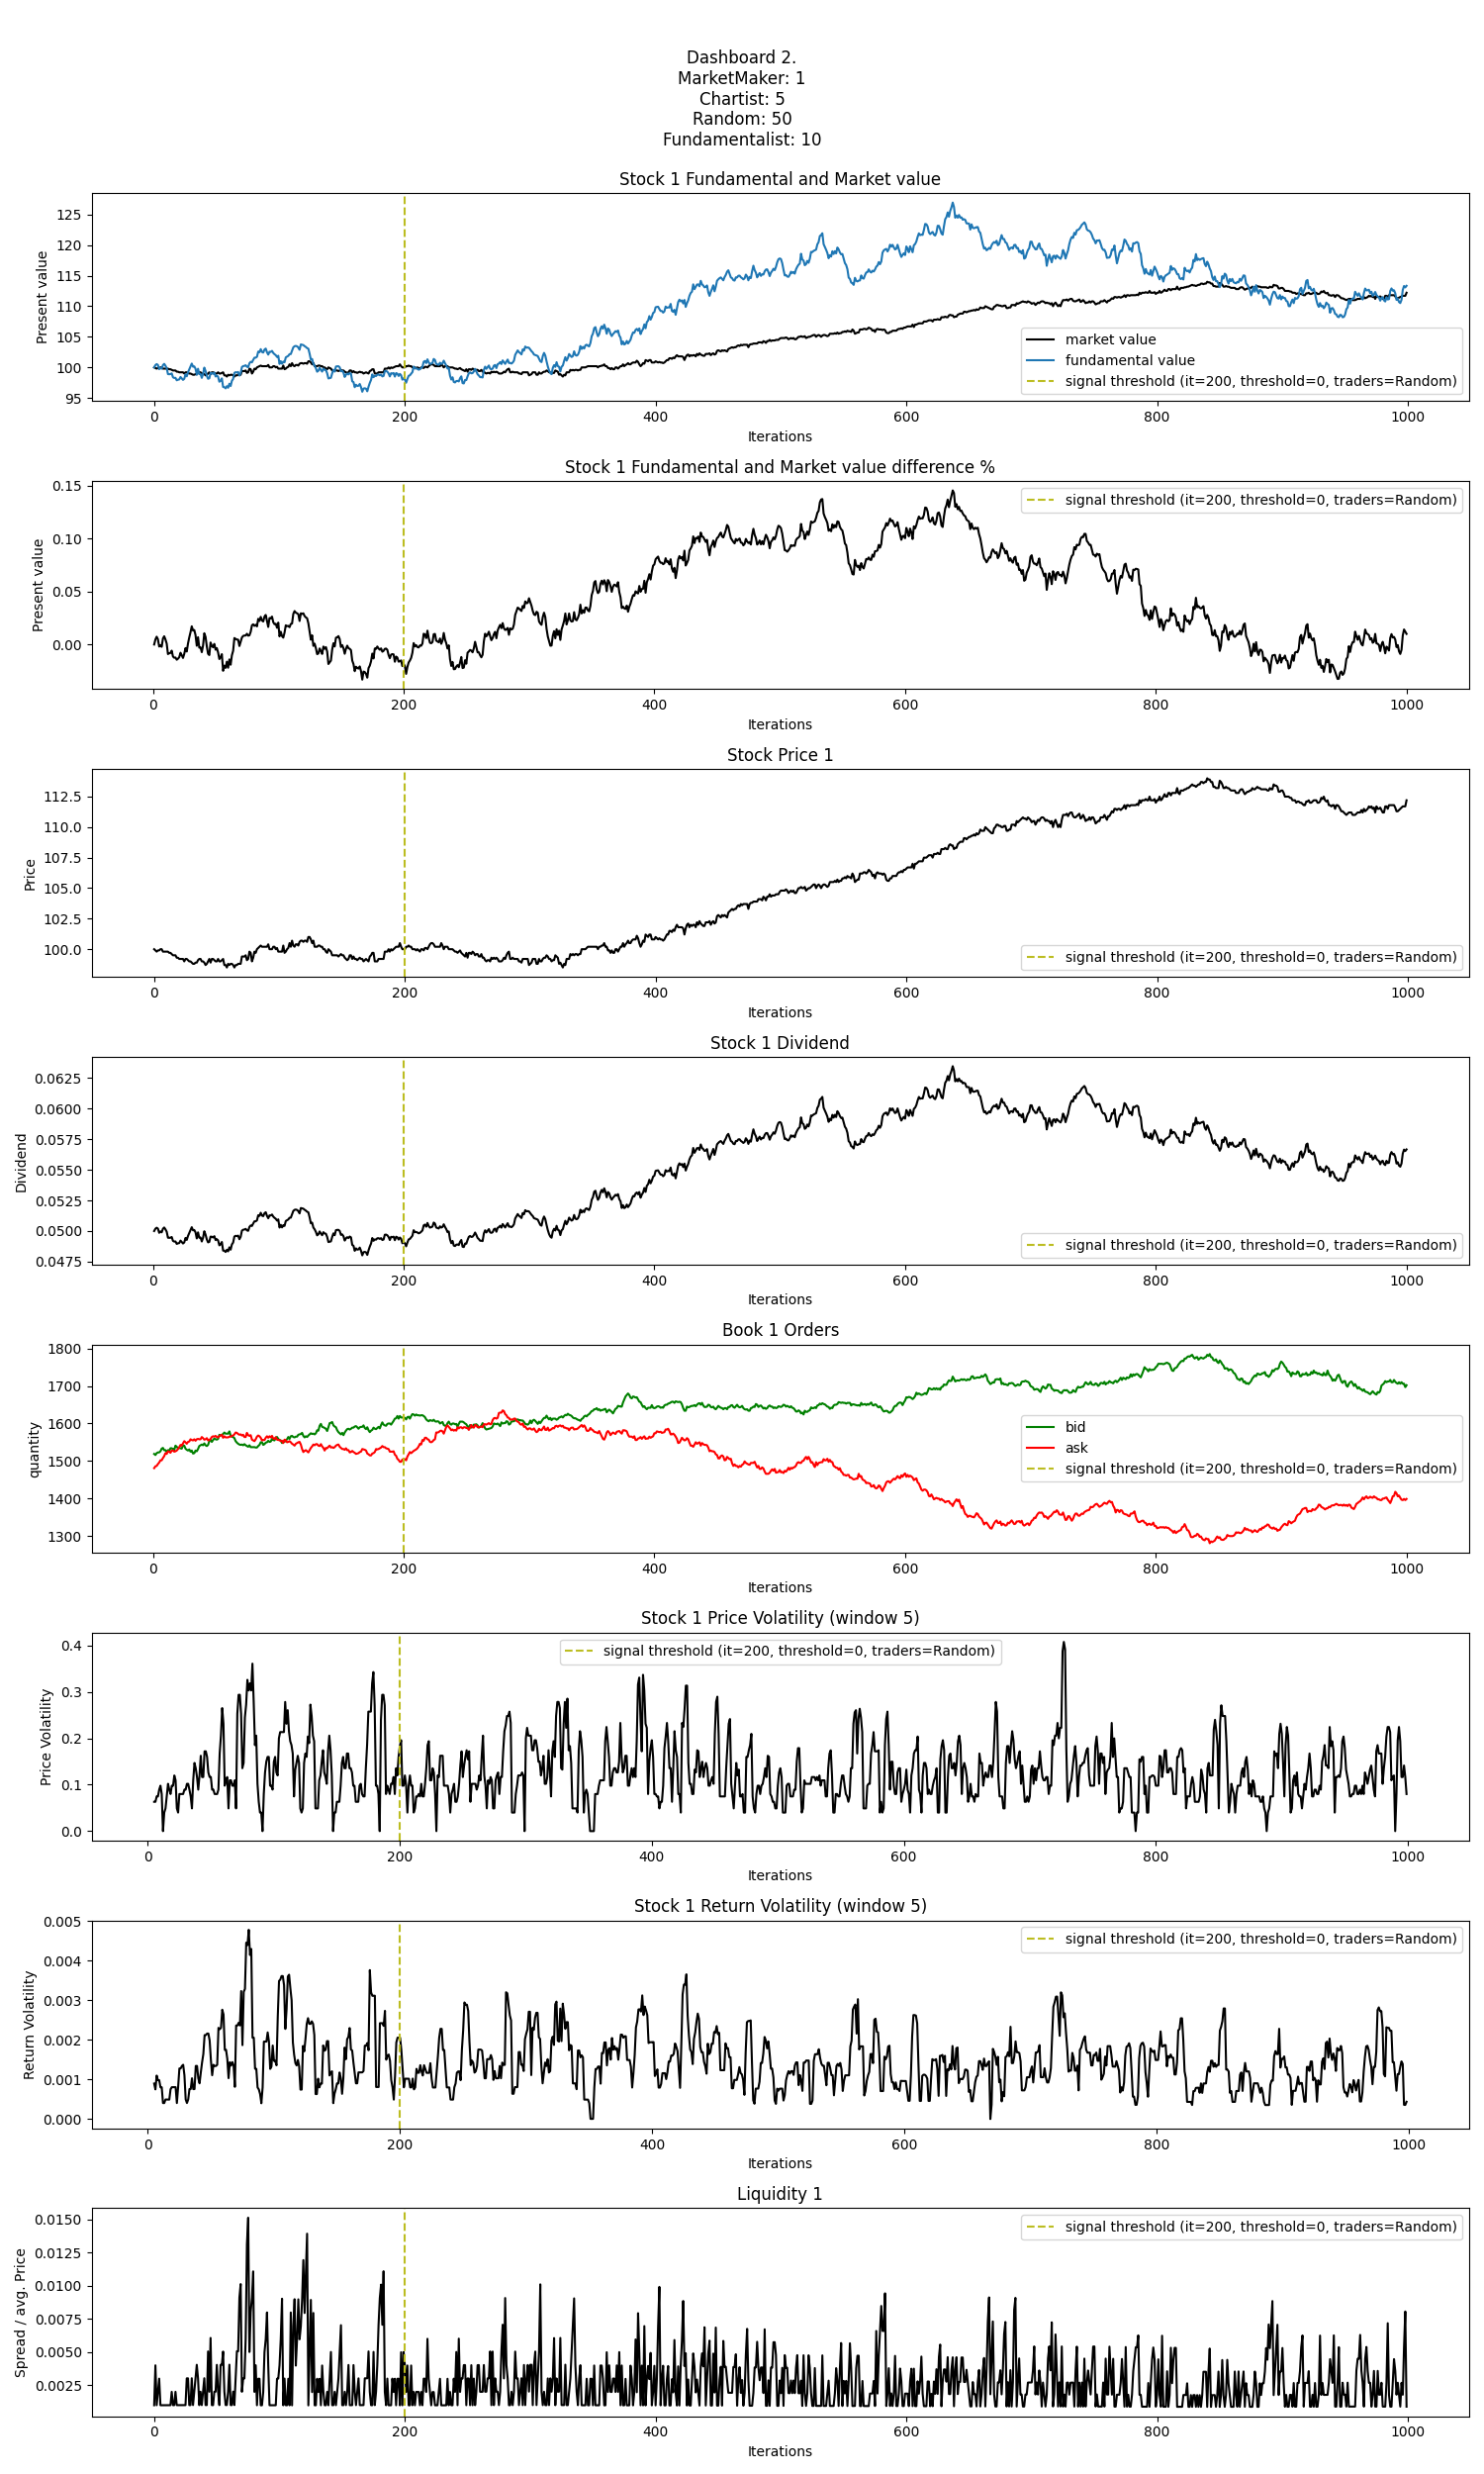 Dashboard 2.
MarketMaker: 1
Chartist: 5
Random: 50
Fundamentalist: 10
Stock 1 Fundamental and Market value
Present value
125
120
115
110
105
100
95
market value
fundamental value
signal threshold (it=200, threshold=0, traders=Random)
0 200 400 600 800 1000
Iterations
Stock 1 Fundamental and Market value difference %
Present value
0.15
0.10
0.05
0.00
signal threshold (it=200, threshold=0, traders=Random)
0 200 400 600 800 1000
Iterations
Stock Price 1
Price
112.5
110.0
107.5
105.0
102.5
100.0
signal threshold (it=200, threshold=0, traders=Random)
0 200 400 600 800 1000
Iterations
Stock 1 Dividend
Dividend
0.0625
0.0600
0.0575
0.0550
0.0525
0.0500
0.0475
signal threshold (it=200, threshold=0, traders=Random)
0 200 400 600 800 1000
Iterations
Book 1 Orders
quantity
1800
1700
1600
1500
1400
1300
bid
ask
signal threshold (it=200, threshold=0, traders=Random)
0 200 400 600 800 1000
Iterations
Stock 1 Price Volatility (window 5)
Price Volatility
0.4
0.3
0.2
0.1
0.0
signal threshold (it=200, threshold=0, traders=Random)
0 200 400 600 800 1000
Iterations
Stock 1 Return Volatility (window 5)
Return Volatility
0.005
0.004
0.003
0.002
0.001
0.000
signal threshold (it=200, threshold=0, traders=Random)
0 200 400 600 800 1000
Iterations
Liquidity 1
Spread / avg. Price
0.0150
0.0125
0.0100
0.0075
0.0050
0.0025
signal threshold (it=200, threshold=0, traders=Random)
0 200 400 600 800 1000
Iterations